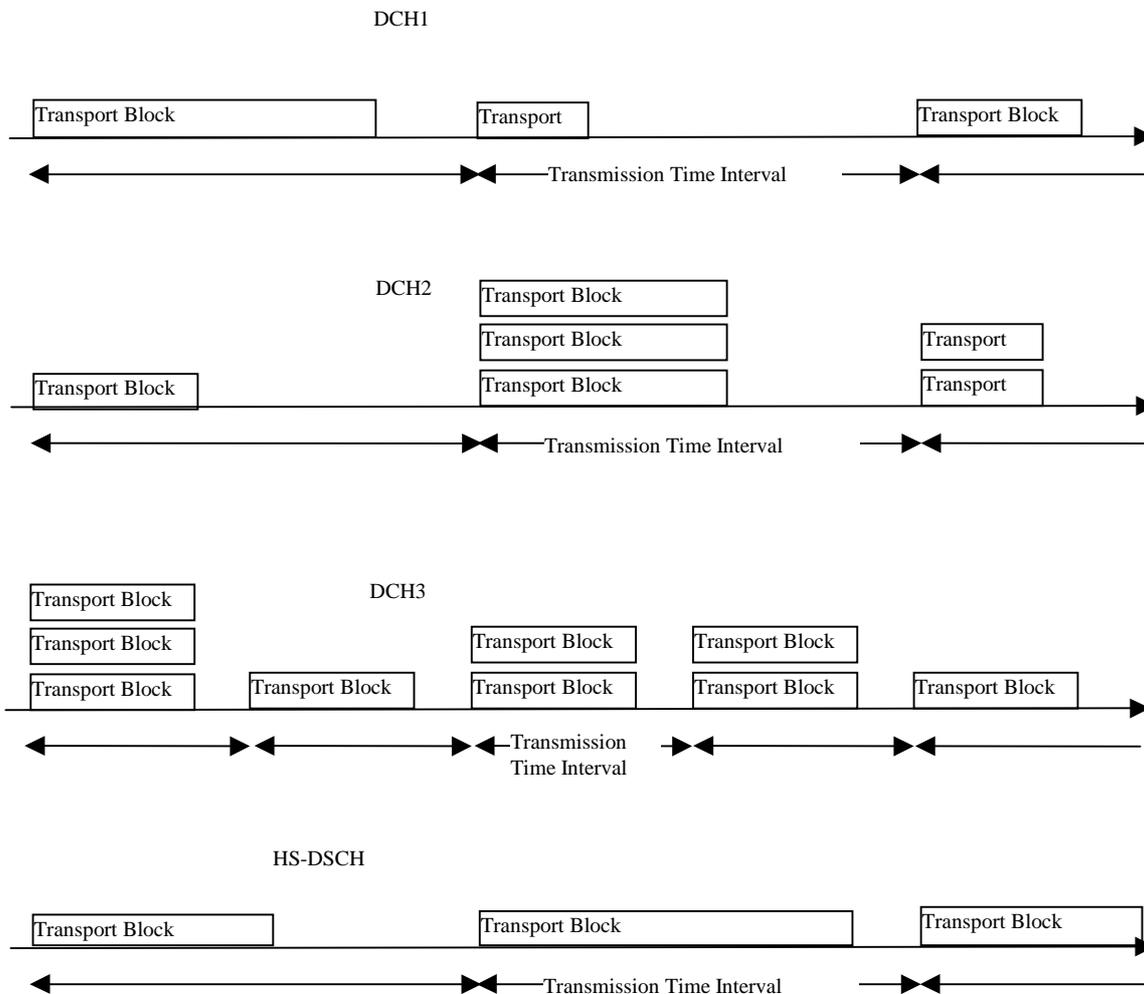 DCH1
Transport Block
Transport
Transport Block
Transmission Time Interval
DCH2
Transport Block
Transport Block
Transport
Transport Block
Transport Block
Transport
Transmission Time Interval
DCH3
Transport Block
Transport Block
Transport Block
Transport Block
Transport Block
Transport Block
Transport Block
Transport Block
Transport Block
Transmission
Time Interval
HS-DSCH
Transport Block
Transport Block
Transport Block
Transmission Time Interval